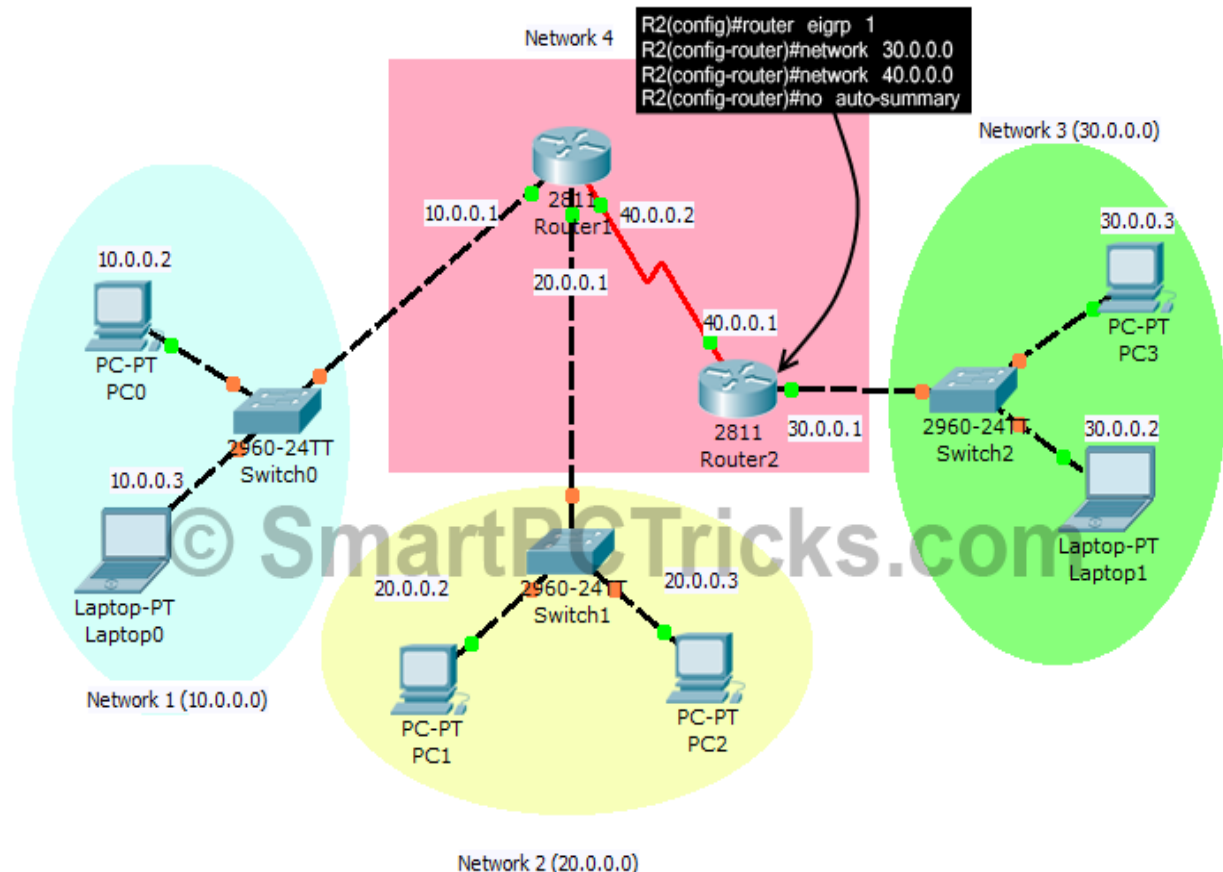 Network 4
R2(config)#router eigrp 1
R2(config-router)#network 30.0.0.0
R2(config-router)#network 40.0.0.0
R2(config-router)#no auto-summary
Network 3 (30.0.0.0)
2811
Router1
10.0.0.1
40.0.0.2
20.0.0.1
40.0.0.1
2811
Router2
30.0.0.1
10.0.0.2
PC-PT
PC0
2960-24TT
Switch0
10.0.0.3
Laptop-PT
Laptop0
Network 1 (10.0.0.0)
30.0.0.3
PC-PT
PC3
2960-24TT
Switch2
30.0.0.2
Laptop-PT
Laptop1
© SmartPCTricks.com
20.0.0.2
2960-24TT
Switch1
20.0.0.3
PC-PT
PC1
PC-PT
PC2
Network 2 (20.0.0.0)